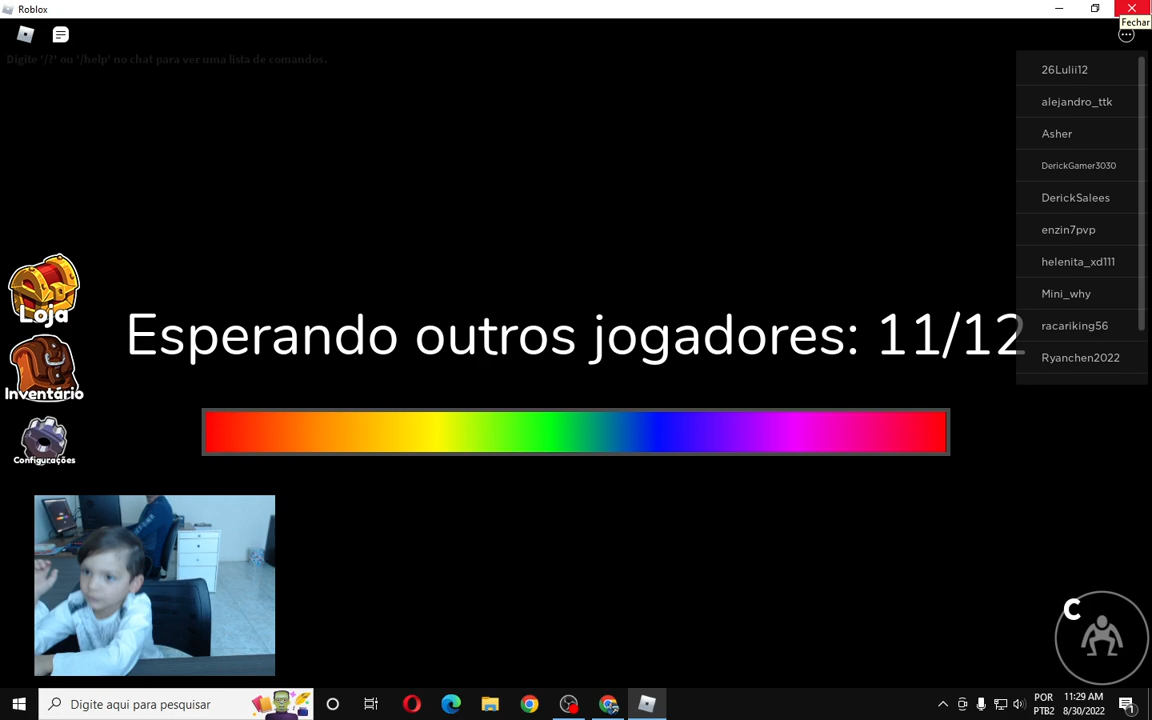 Roblox
Fechar
Digite '/?' ou '/help' no chat para ver uma lista de comandos.
26Lulii12
alejandro_ttk
Asher
DerickGamer3030
DerickSalees
enzin7pvp
helenita_xd111
Mini_why
racariking56
Ryanchen2022
Loja
Inventário
Configurações
Esperando outros jogadores: 11/12
C
Digite aqui para pesquisar
POR
PTB2
11:29 AM
8/30/2022
1